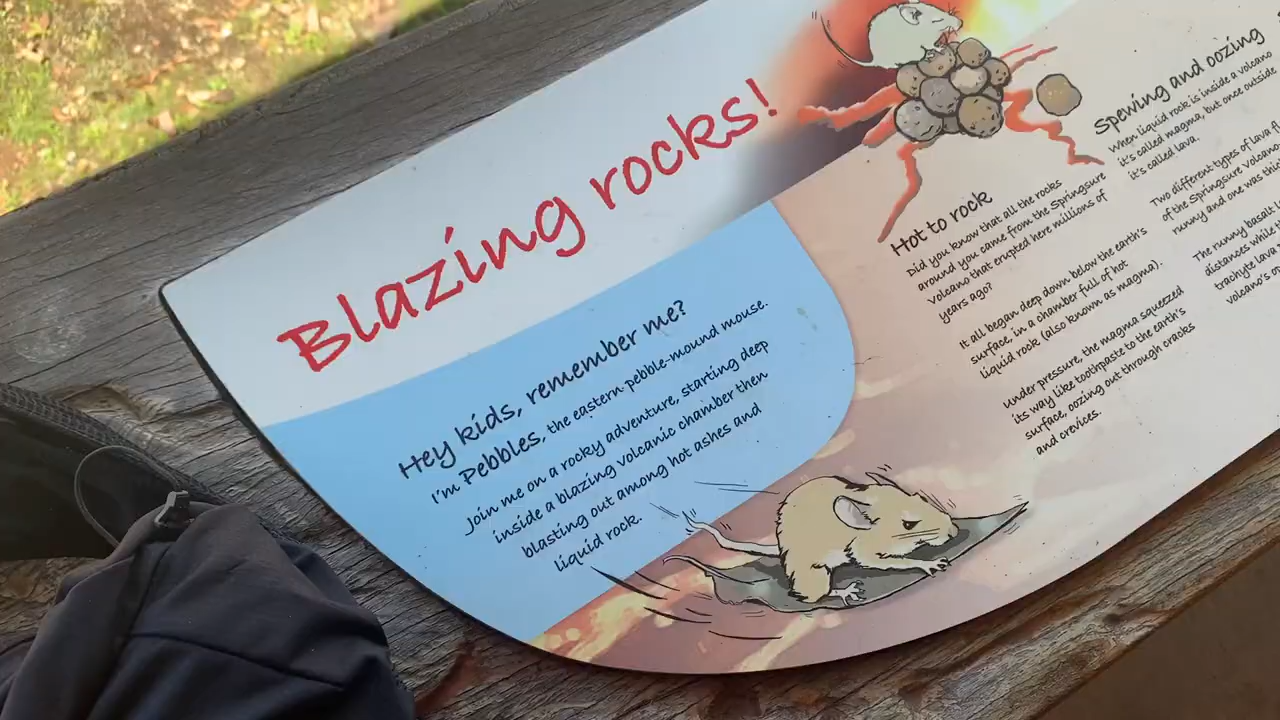 Blazing rocks!
Hey kids, remember me?
I'm Pebbles, the eastern pebble-mound mouse.
Join me on a rocky adventure, starting deep
inside a blazing volcanic chamber then
blasting out among hot ashes and
liquid rock.
Hot to rock
Did you know that all the rocks
around you came from the Springsure
Volcano that erupted here millions of
years ago?
It all began deep down below the earth's
surface, in a chamber full of hot
liquid rock (also known as magma).
Under pressure, the magma squeezed
its way like toothpaste to the earth's
surface, oozing out through cracks
and crevices.
Spewing and oozing
When liquid rock is inside a volcano
it's called magma, but once outside
it's called lava.
Two different types of lava
of the Springsure Volcano
runny and one was
The runny basalt
distances while
trachyte lava
volcano's